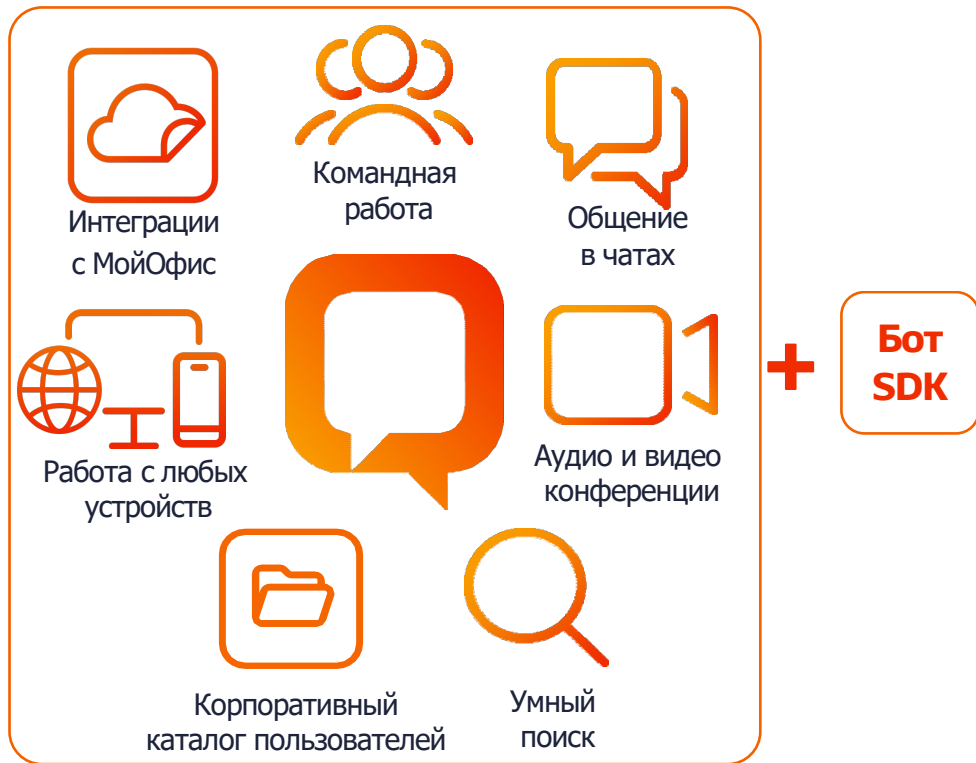 Командная
работа
Интеграции
с МойОфис
Общение
в чатах
Работа с любых
устройств
Аудио и видео
конференции
Корпоративный
каталог пользователей
Умный
поиск
+
Бот
SDK